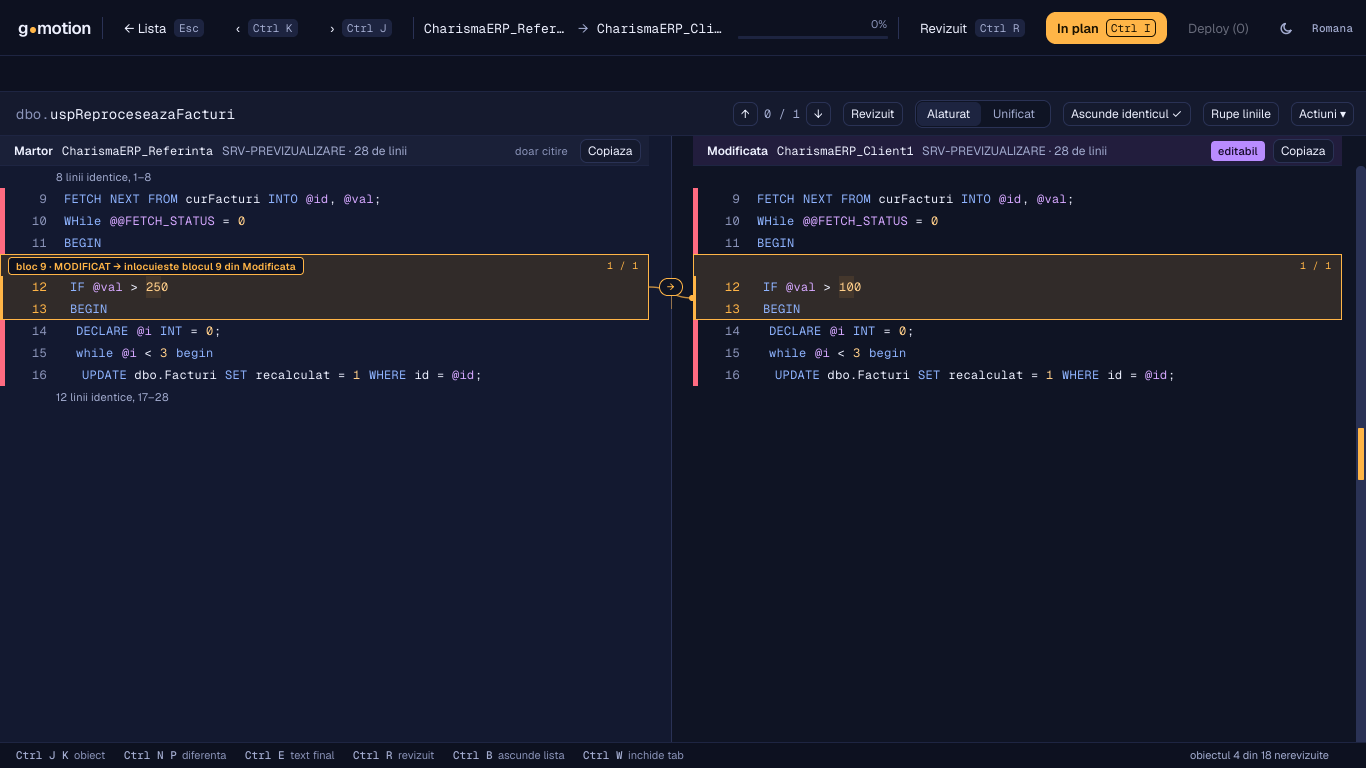 g•motion ← Lista Esc ‹ Ctrl K › Ctrl J CharismaERP_Refer… → CharismaERP_Cli… 0% Revizuit Ctrl R In plan Ctrl I Deploy (0) Romana
dbo.uspReproceseazaFacturi ↑ 0 / 1 ↓ Revizuit Alaturat Unificat Ascunde identicul ✓ Rupe liniile Actiuni ▾
Martor CharismaERP_Referinta SRV-PREVIZUALIZARE · 28 de linii doar citire Copiaza
8 linii identice, 1–8
9 FETCH NEXT FROM curFacturi INTO @id, @val;
10 WHile @@FETCH_STATUS = 0
11 BEGIN
bloc 9 · MODIFICAT → inlocuieste blocul 9 din Modificata 1 / 1
12 IF @val > 250
13 BEGIN
14 DECLARE @i INT = 0;
15 while @i < 3 begin
16 UPDATE dbo.Facturi SET recalculat = 1 WHERE id = @id;
12 linii identice, 17–28
→
Modificata CharismaERP_Client1 SRV-PREVIZUALIZARE · 28 de linii editabil Copiaza
9 FETCH NEXT FROM curFacturi INTO @id, @val;
10 WHile @@FETCH_STATUS = 0
11 BEGIN
1 / 1
12 IF @val > 100
13 BEGIN
14 DECLARE @i INT = 0;
15 while @i < 3 begin
16 UPDATE dbo.Facturi SET recalculat = 1 WHERE id = @id;
Ctrl J K obiect Ctrl N P diferenta Ctrl E text final Ctrl R revizuit Ctrl B ascunde lista Ctrl W inchide tab obiectul 4 din 18 nerevizuite